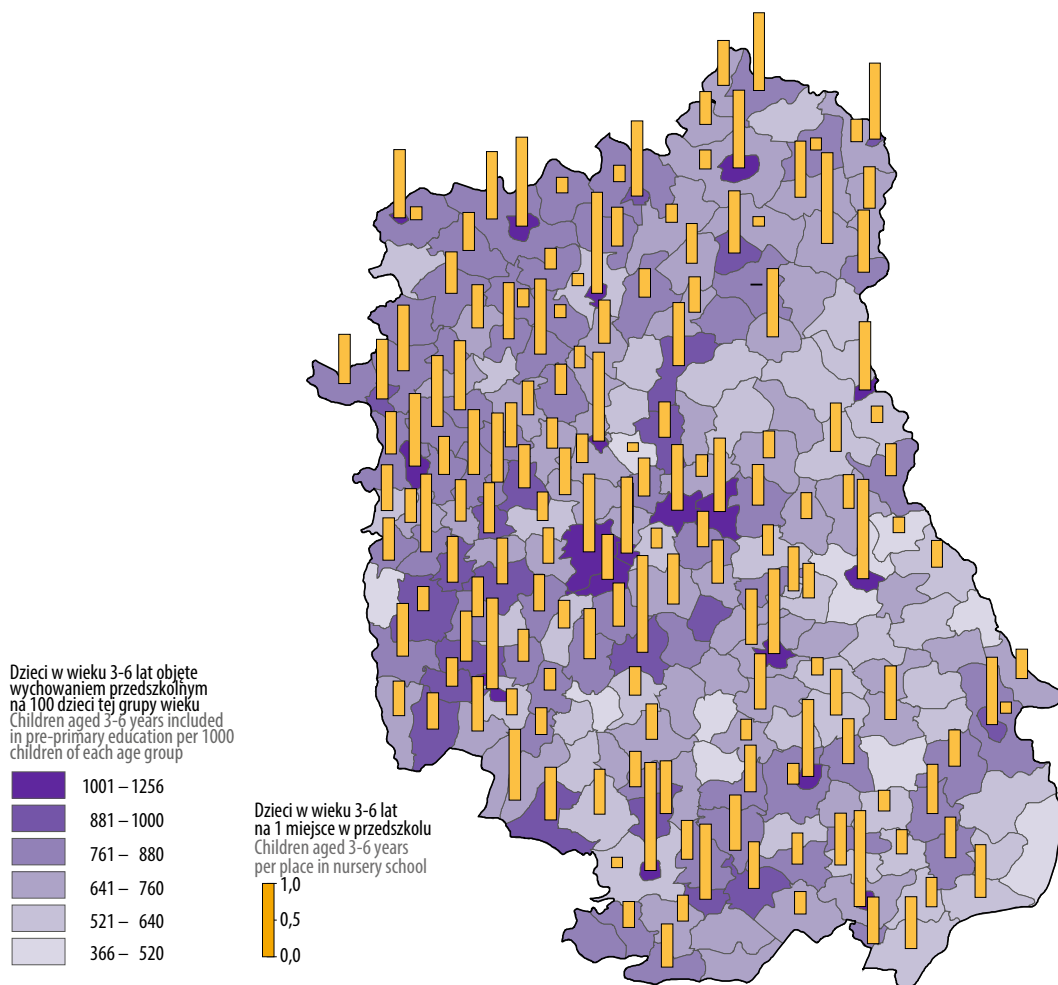 Dzieci w wieku 3-6 lat objęte
wychowaniem przedszkolnym
na 100 dzieci tej grupy wieku
Children aged 3-6 years included
in pre-primary education per 1000
children of each age group
1001 – 1256
881 – 1000
761 – 880
641 – 760
521 – 640
366 – 520
Dzieci w wieku 3-6 lat
na 1 miejsce w przedszkolu
Children aged 3-6 years
per place in nursery school
1,0
0,5
0,0